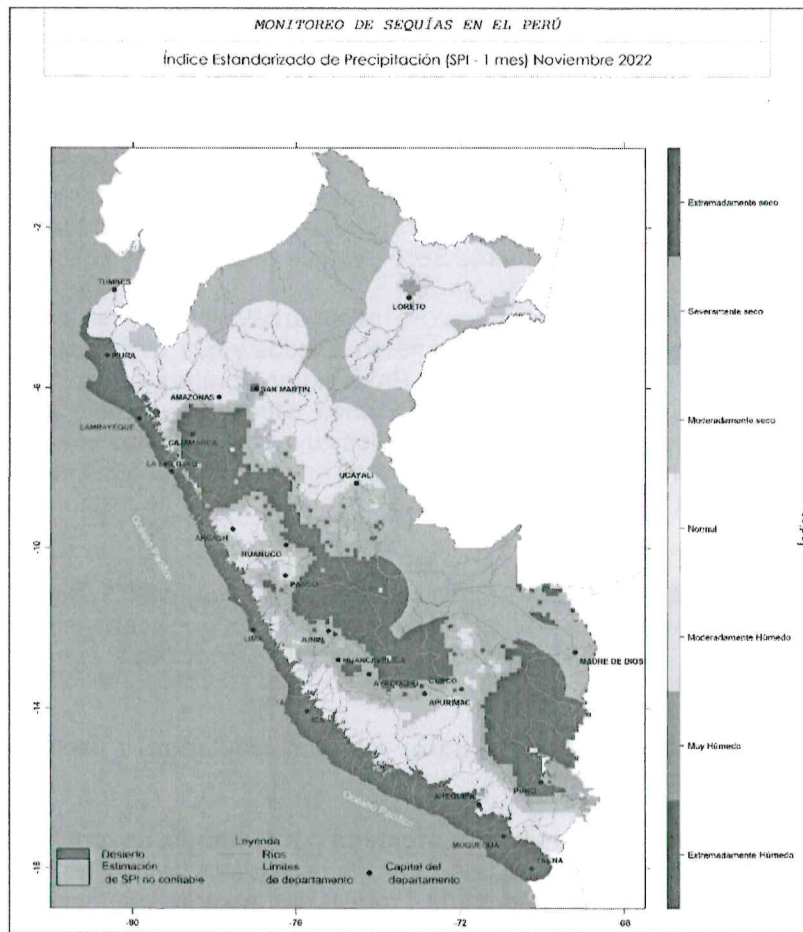 MONITOREO DE SEQUÍAS EN EL PERÚ
Índice Estandarizado de Precipitación (SPI - 1 mes) Noviembre 2022
-2
-6
-10
-14
-18
-90
-76
-72
-68
TUMBES
PIURA
LORETO
AMAZONAS
SAN MARTIN
LAMBAYEQUE
CAJAMARCA
LA LIBERTAD
UCAYALI
ANCASH
HUANUCO
PASCO
LIMA
JUNIN
HUANCAVELICA
MADRE DE DIOS
AYACUCHO
CUSCO
APURIMAC
ICA
PUNO
AREQUIPA
MOQUEGUA
TACNA
Océano Pacífico
Océano Pacífico
Leyenda
Desierto
Estimación de SPI no confiable
Ríos
Límites de departamento
Capital del departamento
Extremadamente seco
Severamente seco
Moderadamente seco
Normal
Moderadamente Húmedo
Muy Húmedo
Extremadamente Húmedo
Índice